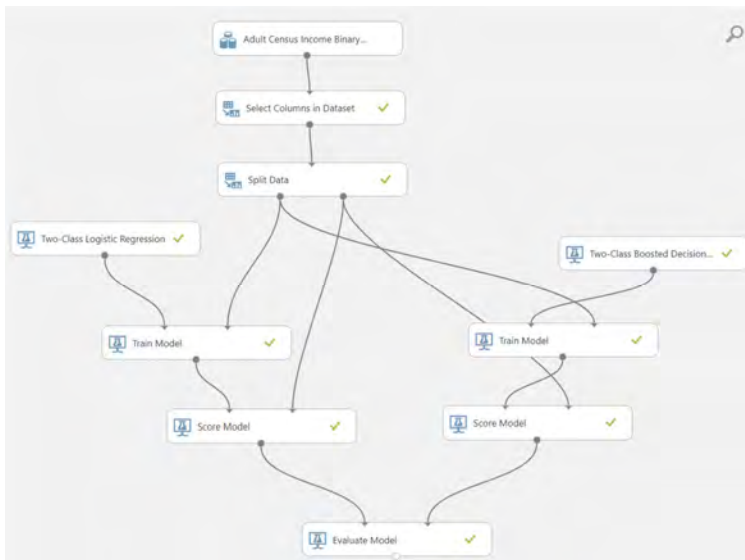 Adult Census Income Binary...
Select Columns in Dataset
Split Data
Two-Class Logistic Regression
Two-Class Boosted Decision...
Train Model
Train Model
Score Model
Score Model
Evaluate Model